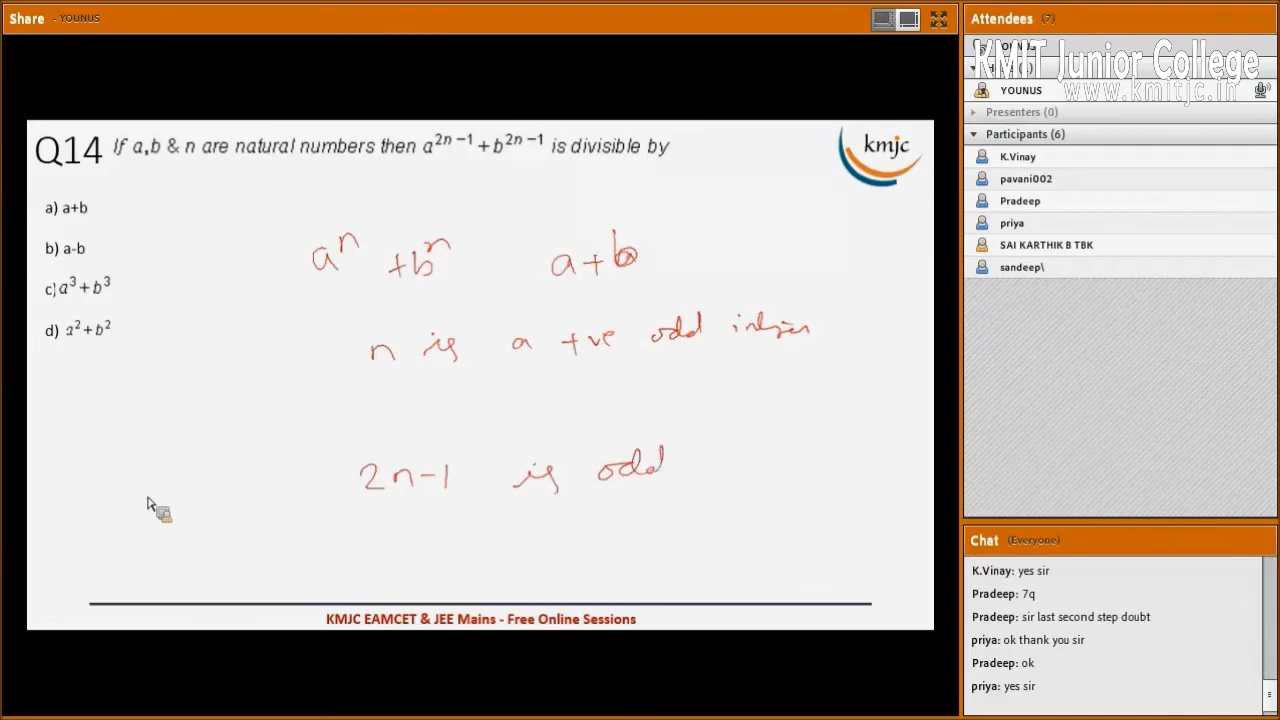 Share - YOUNUS
Q14 If a,b & n are natural numbers then a^{2n-1} + b^{2n-1} is divisible by
kmjc
a) a+b
b) a-b
c) a³ + b³
d) a² + b²
aⁿ + bⁿ a + b
n is a +ve odd integer
2n-1 is odd
KMJC EAMCET & JEE Mains - Free Online Sessions
Attendees (7)
KMIT Junior College
www.kmitjc.in
YOUNUS
Presenters (0)
Participants (6)
K.Vinay
pavani002
Pradeep
priya
SAI KARTHIK B TBK
sandeep\
Chat (Everyone)
K.Vinay: yes sir
Pradeep: 7q
Pradeep: sir last second step doubt
priya: ok thank you sir
Pradeep: ok
priya: yes sir